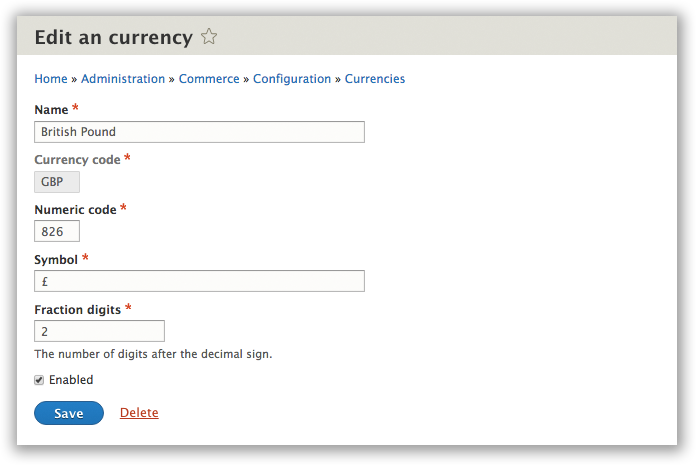 Edit an currency
Home » Administration » Commerce » Configuration » Currencies
Name *
British Pound
Currency code *
GBP
Numeric code *
826
Symbol *
£
Fraction digits *
2
The number of digits after the decimal sign.
Enabled
Save Delete